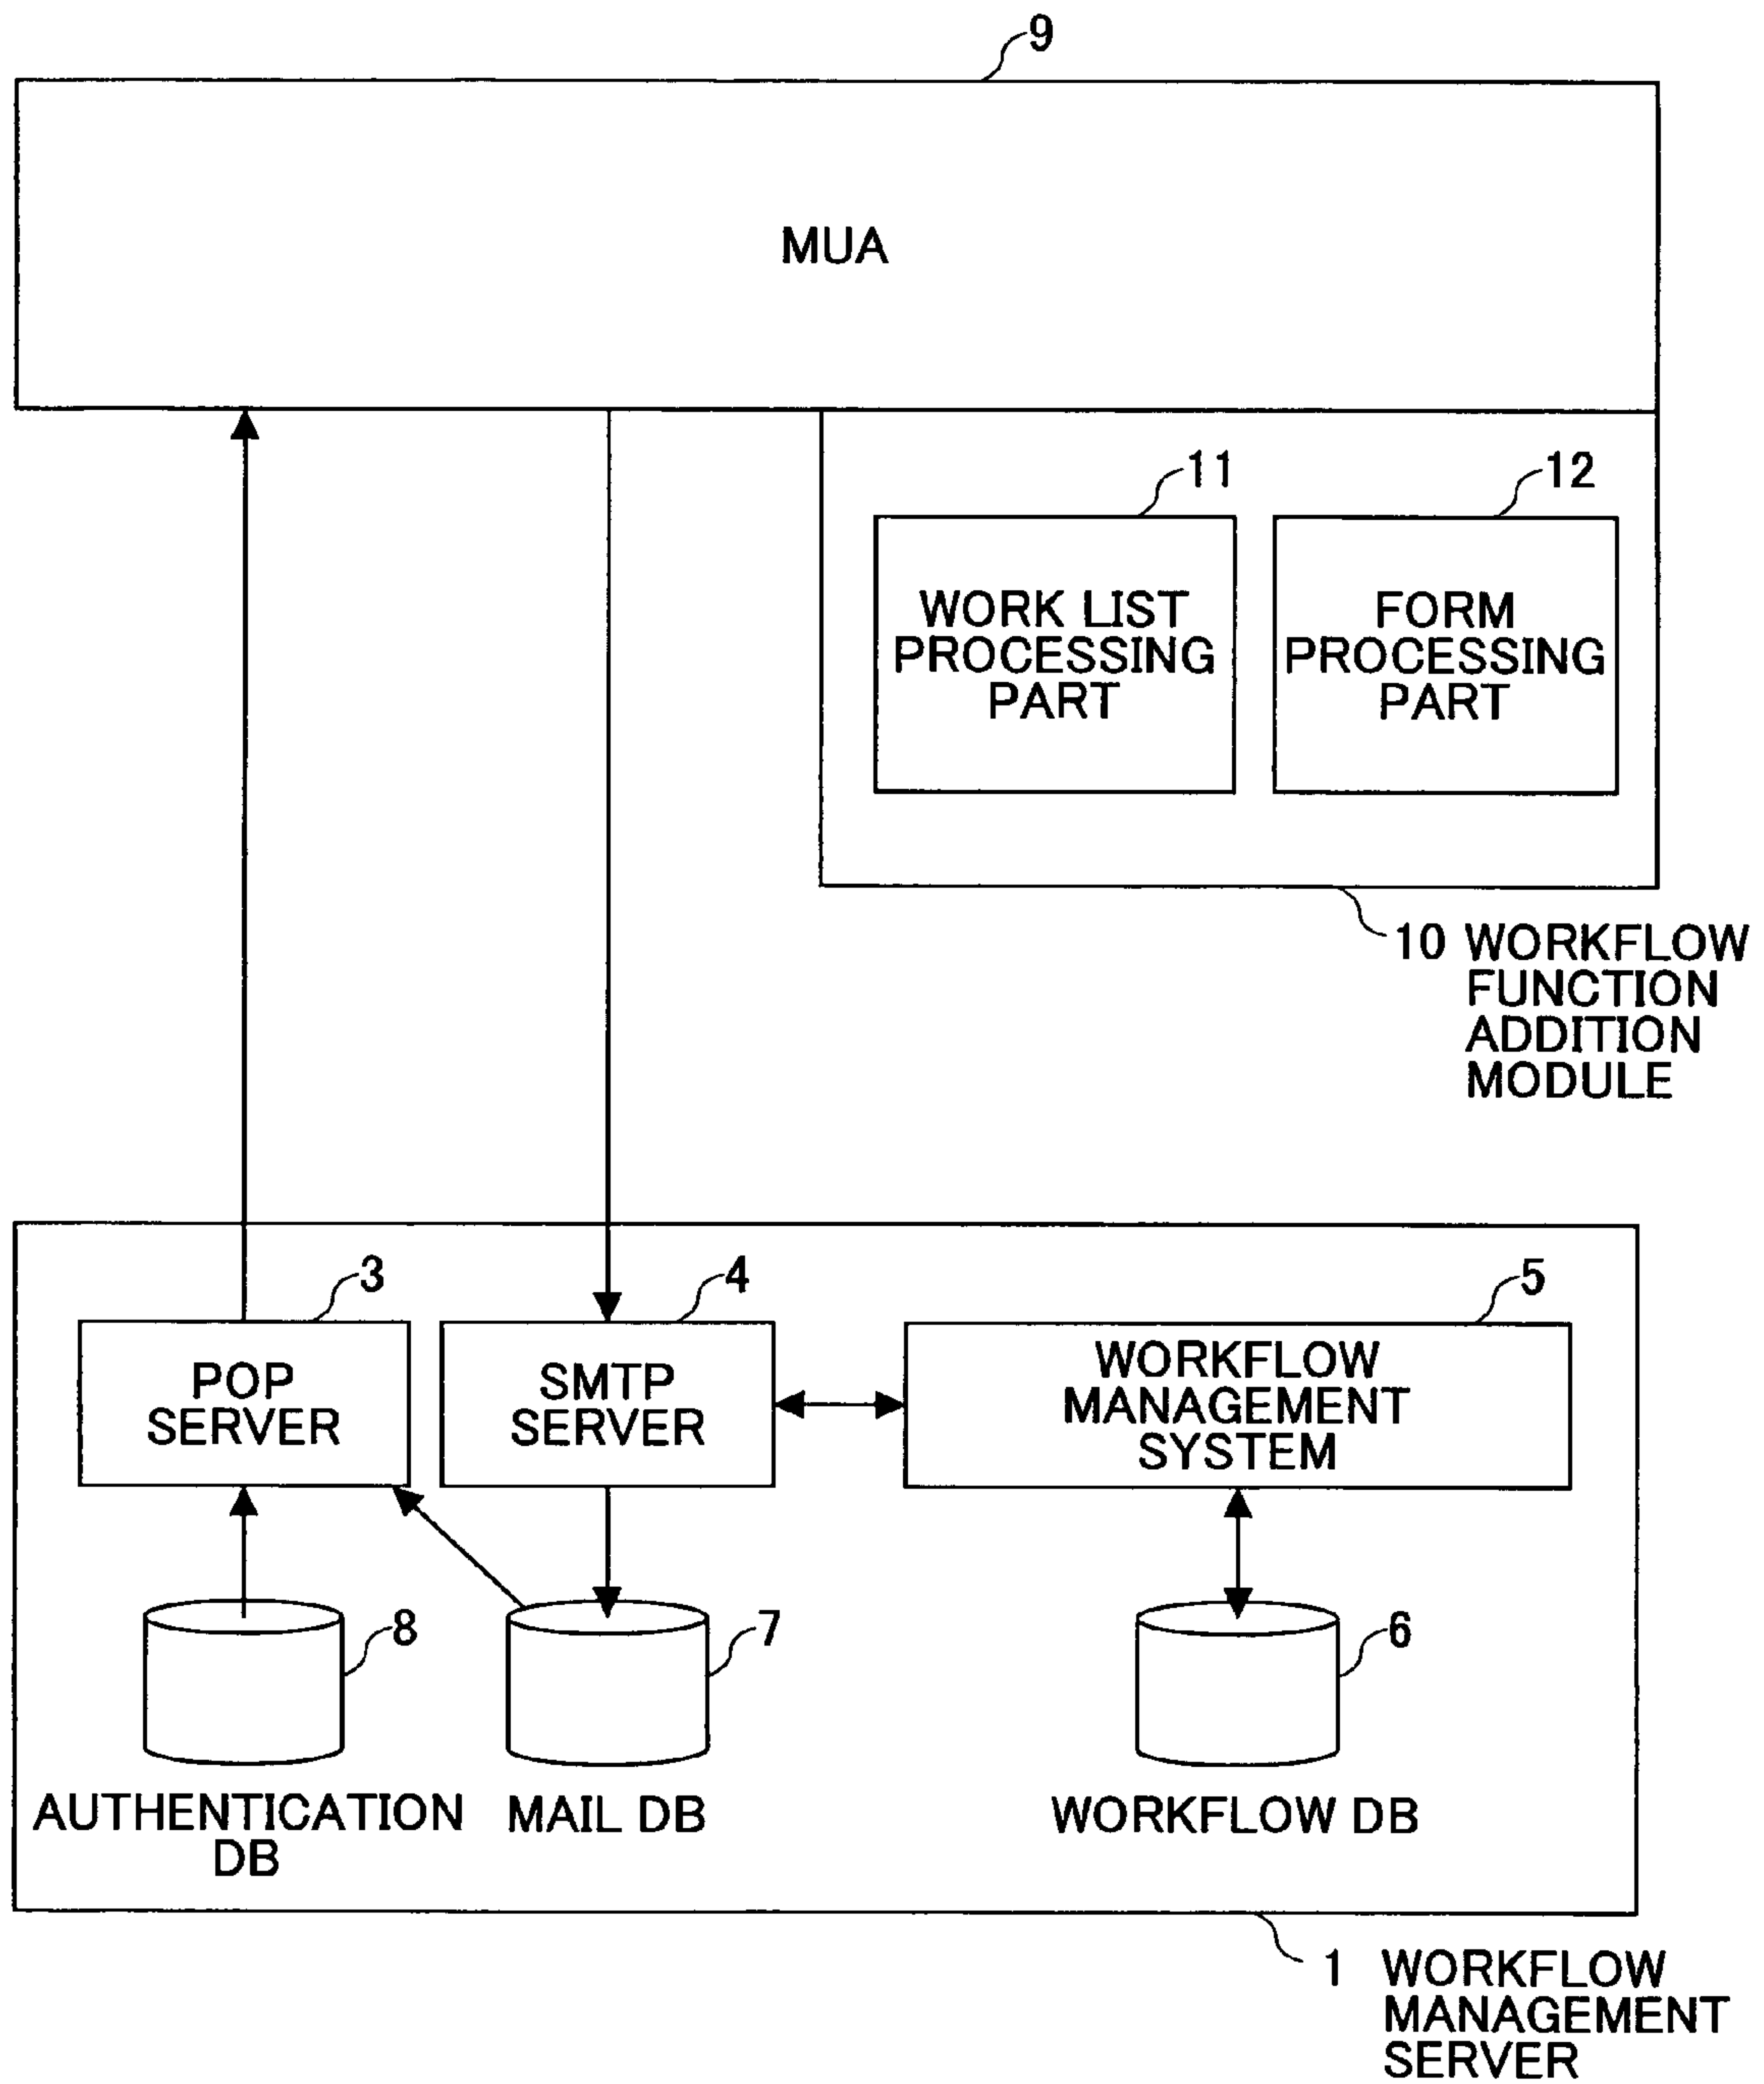 9
MUA
11
12
WORK LIST
PROCESSING
PART
FORM
PROCESSING
PART
10 WORKFLOW
FUNCTION
ADDITION
MODULE
3
4
5
POP
SERVER
SMTP
SERVER
WORKFLOW
MANAGEMENT
SYSTEM
8
7
6
AUTHENTICATION
DB
MAIL DB
WORKFLOW DB
1 WORKFLOW
MANAGEMENT
SERVER